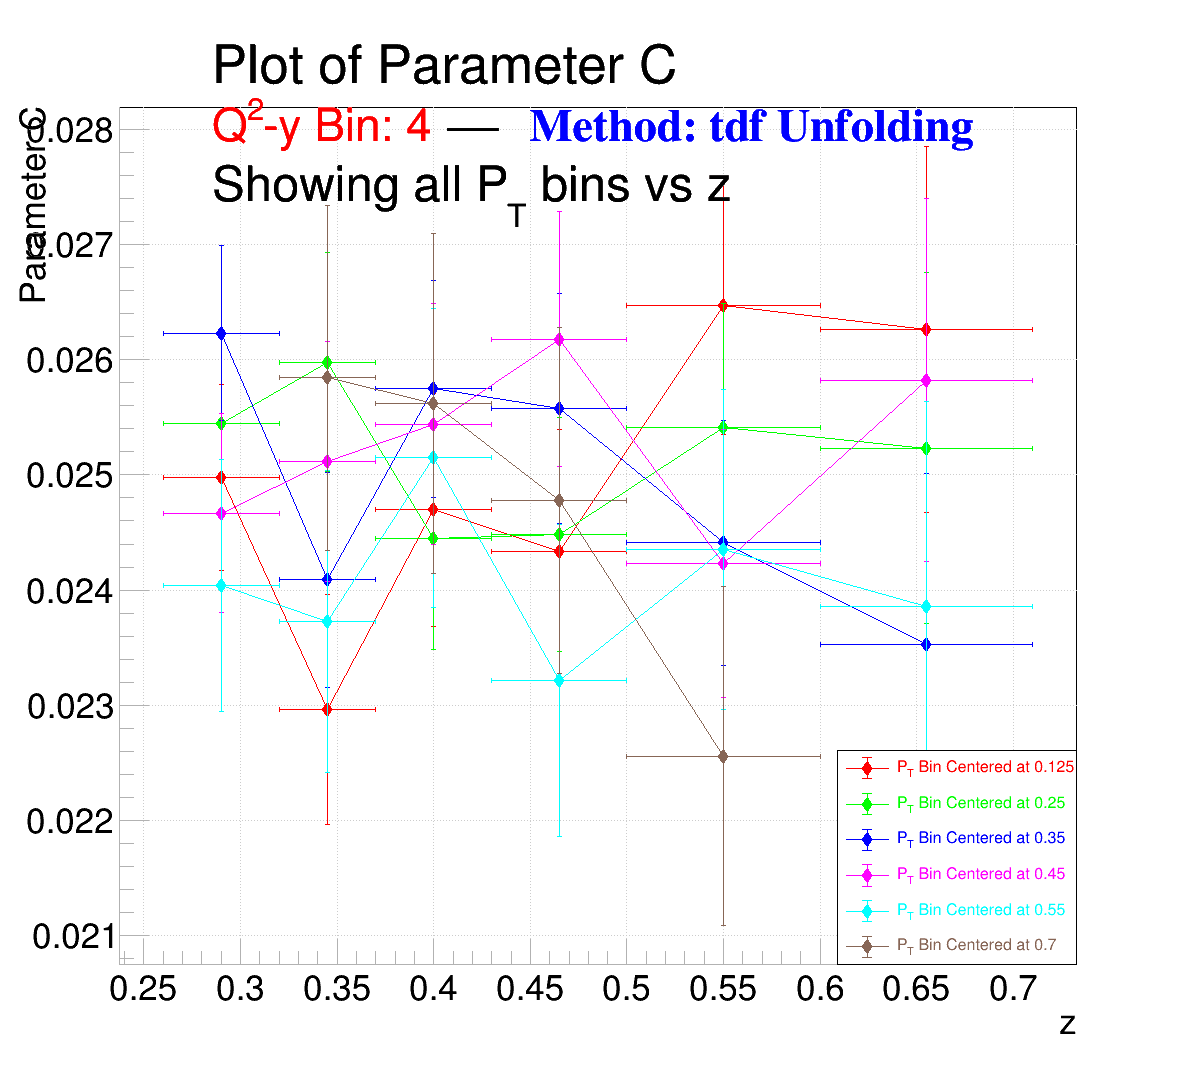 Plot of Parameter C
Q2-y Bin: 4 — Method: tdf Unfolding
Showing all PT bins vs z
Parameter C
0.028
0.027
0.026
0.025
0.024
0.023
0.022
0.021
PT Bin Centered at 0.125
PT Bin Centered at 0.25
PT Bin Centered at 0.35
PT Bin Centered at 0.45
PT Bin Centered at 0.55
PT Bin Centered at 0.7
0.25 0.3 0.35 0.4 0.45 0.5 0.55 0.6 0.65 0.7
z